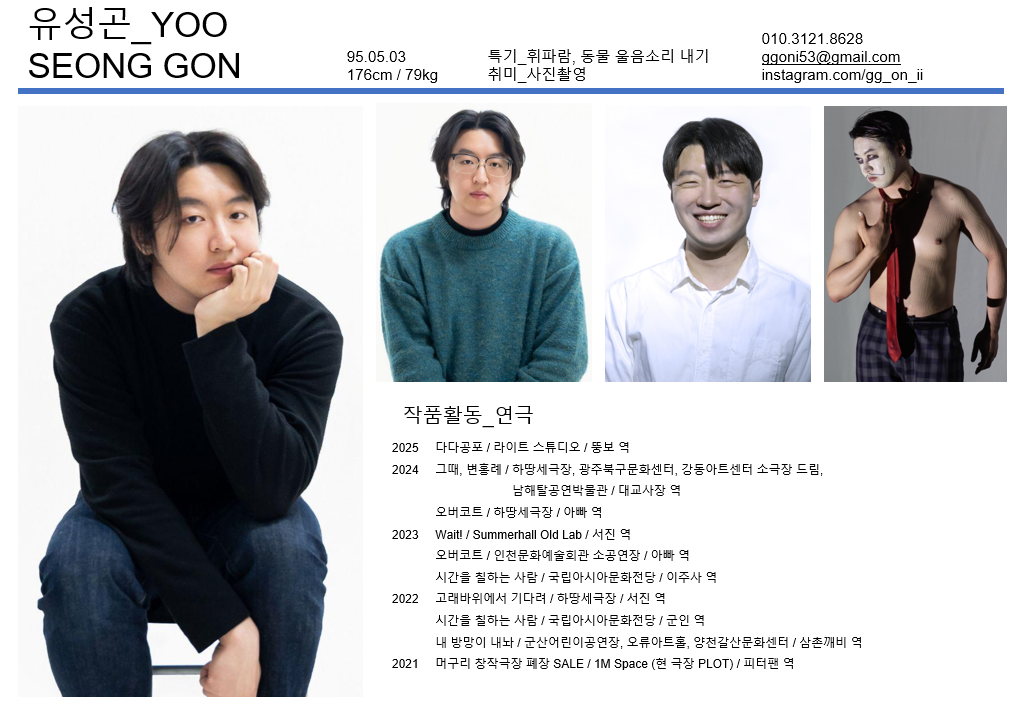 유성곤_YOO
SEONG GON
95.05.03
176cm / 79kg
특기_휘파람, 동물 울음소리 내기
취미_사진촬영
010.3121.8628
ggoni53@gmail.com
instagram.com/gg_on_ii
작품활동_연극
2025 다다공포 / 라이트 스튜디오 / 뚱보 역
2024 그때, 변홍례 / 하땅세극장, 광주북구문화센터, 강동아트센터 소극장 드림,
남해탈공연박물관 / 대교사장 역
오버코트 / 하땅세극장 / 아빠 역
2023 Wait! / Summerhall Old Lab / 서진 역
오버코트 / 인천문화예술회관 소공연장 / 아빠 역
시간을 칠하는 사람 / 국립아시아문화전당 / 이주사 역
2022 고래바위에서 기다려 / 하땅세극장 / 서진 역
시간을 칠하는 사람 / 국립아시아문화전당 / 군인 역
내 방망이 내놔 / 군산어린이공연장, 오류아트홀, 양천갈산문화센터 / 삼촌깨비 역
2021 머구리 창작극장 폐장 SALE / 1M Space (현 극장 PLOT) / 피터팬 역